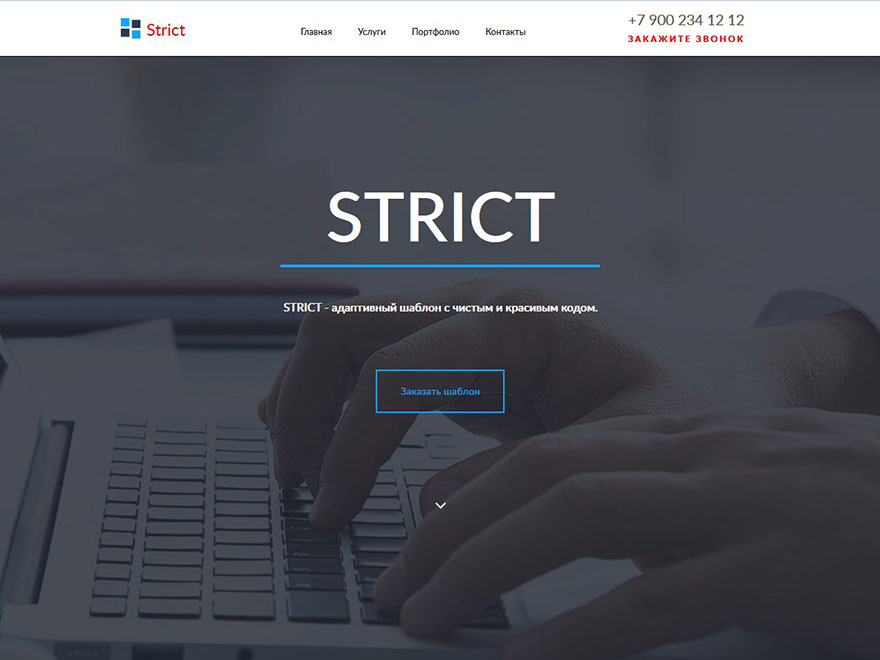 Strict
Главная Услуги Портфолио Контакты
+7 900 234 12 12
ЗАКАЖИТЕ ЗВОНОК
STRICT
STRICT - адаптивный шаблон с чистым и красивым кодом.
Заказать шаблон